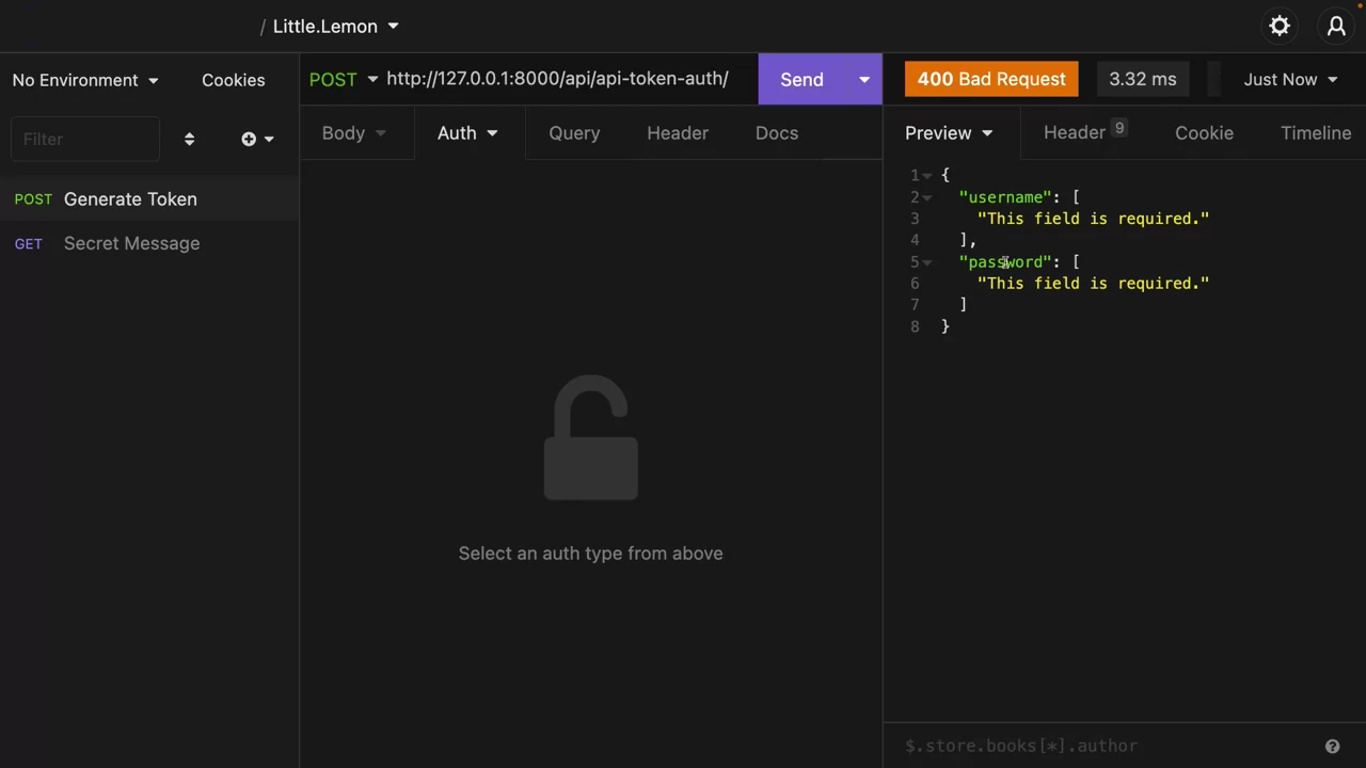 / Little.Lemon
No Environment
Cookies
POST http://127.0.0.1:8000/api/api-token-auth/
Send
400 Bad Request
3.32 ms
Just Now
Filter
Body
Auth
Query
Header
Docs
Preview
Header 9
Cookie
Timeline
POST Generate Token
GET Secret Message
Select an auth type from above
1 {
2 "username": [
3 "This field is required."
4 ],
5 "password": [
6 "This field is required."
7 ]
8 }
$.store.books[*].author
?